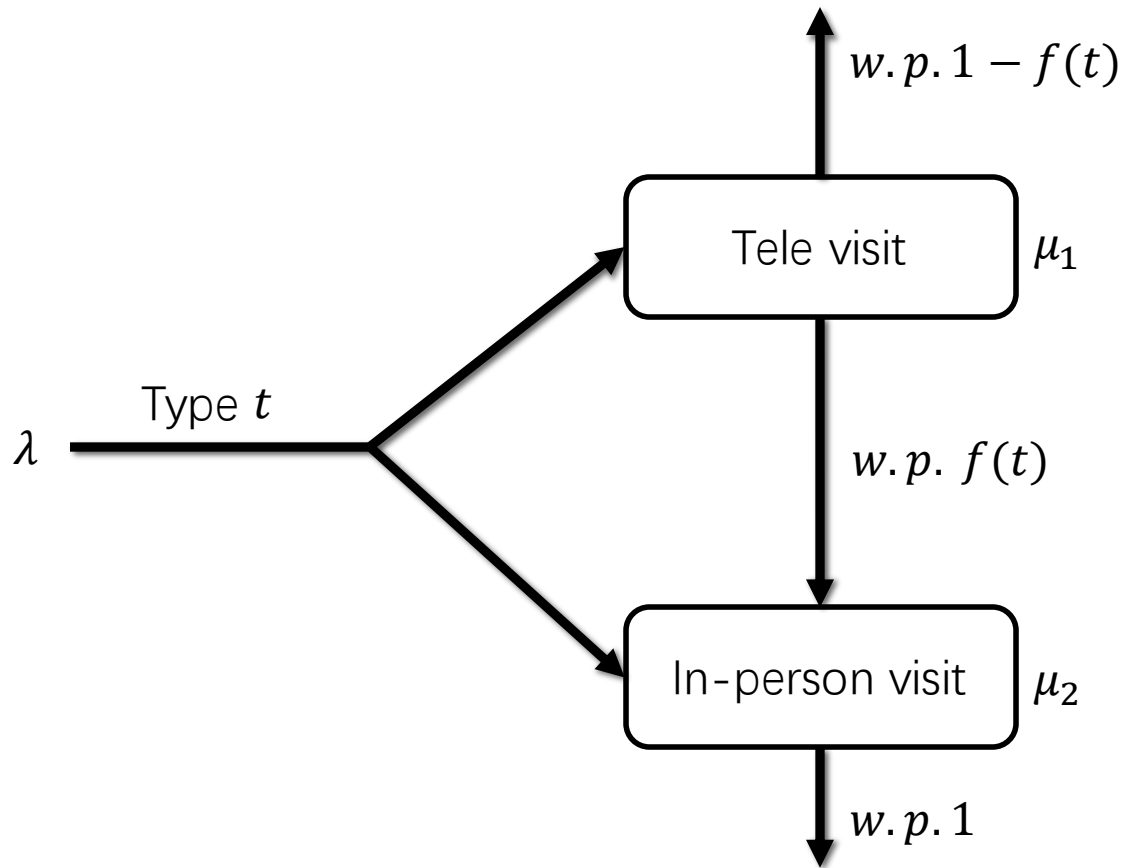 w.p. 1 − f(t)
Tele visit
μ₁
Type t
λ
w.p. f(t)
In-person visit
μ₂
w.p. 1